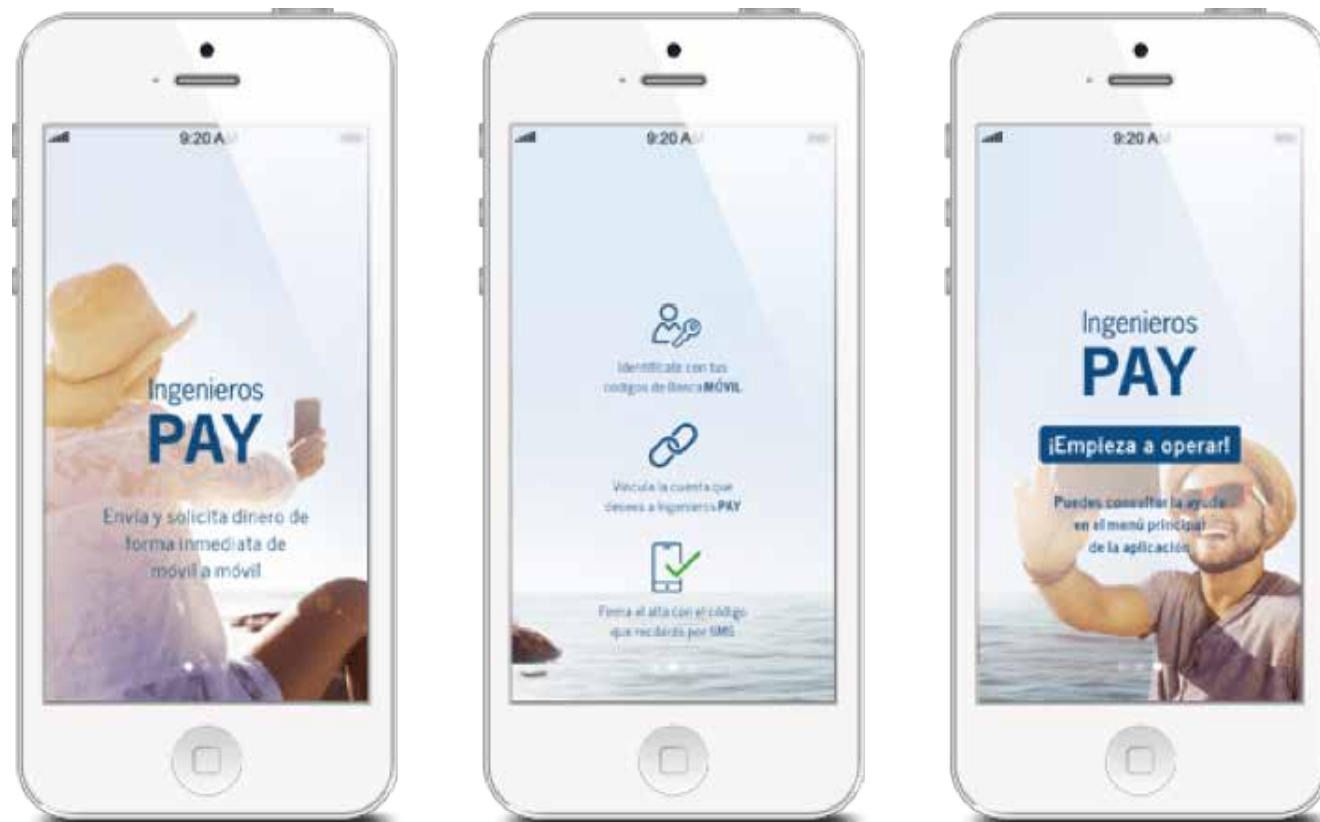 9:20 A
Ingenieros
PAY
Envía y solicita dinero de
forma inmediata de
móvil a móvil
9:20 A
Identifícate con tus
códigos de Banca MÓVIL
Vincula la cuenta que
desees a Ingenieros PAY
Firma el alta con el código
que recibirás por SMS
9:20 A
Ingenieros
PAY
¡Empieza a operar!
Puedes consultar la ayuda
en el menú principal
de la aplicación